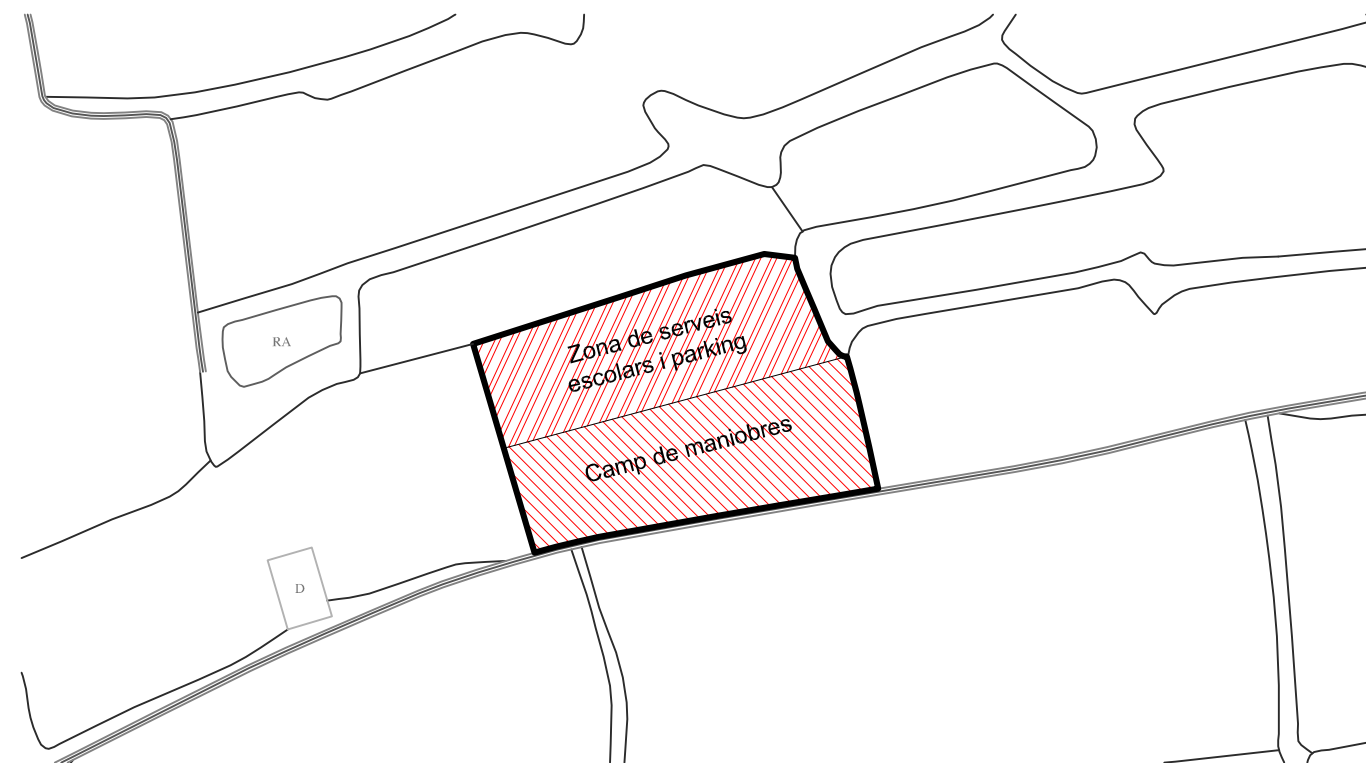 Zona de serveis
escolars i parking
RA
Camp de maniobres
D